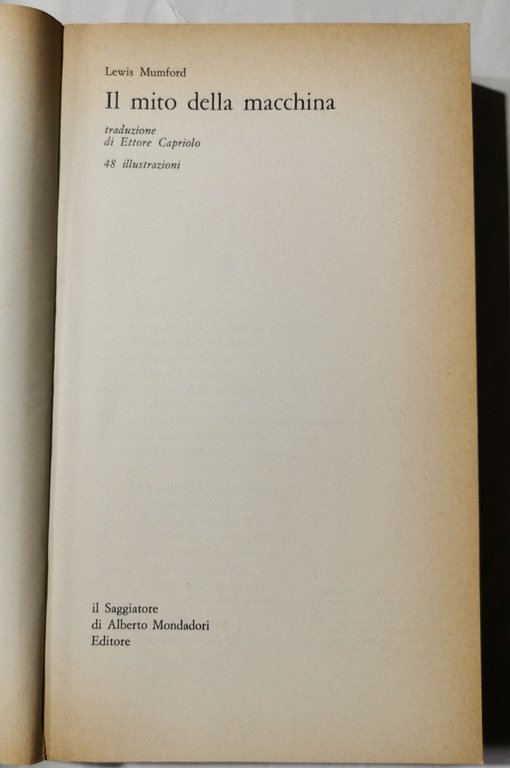 Lewis Mumford
Il mito della macchina
traduzione
di Ettore Capriolo
48 illustrazioni
il Saggiatore
di Alberto Mondadori
Editore